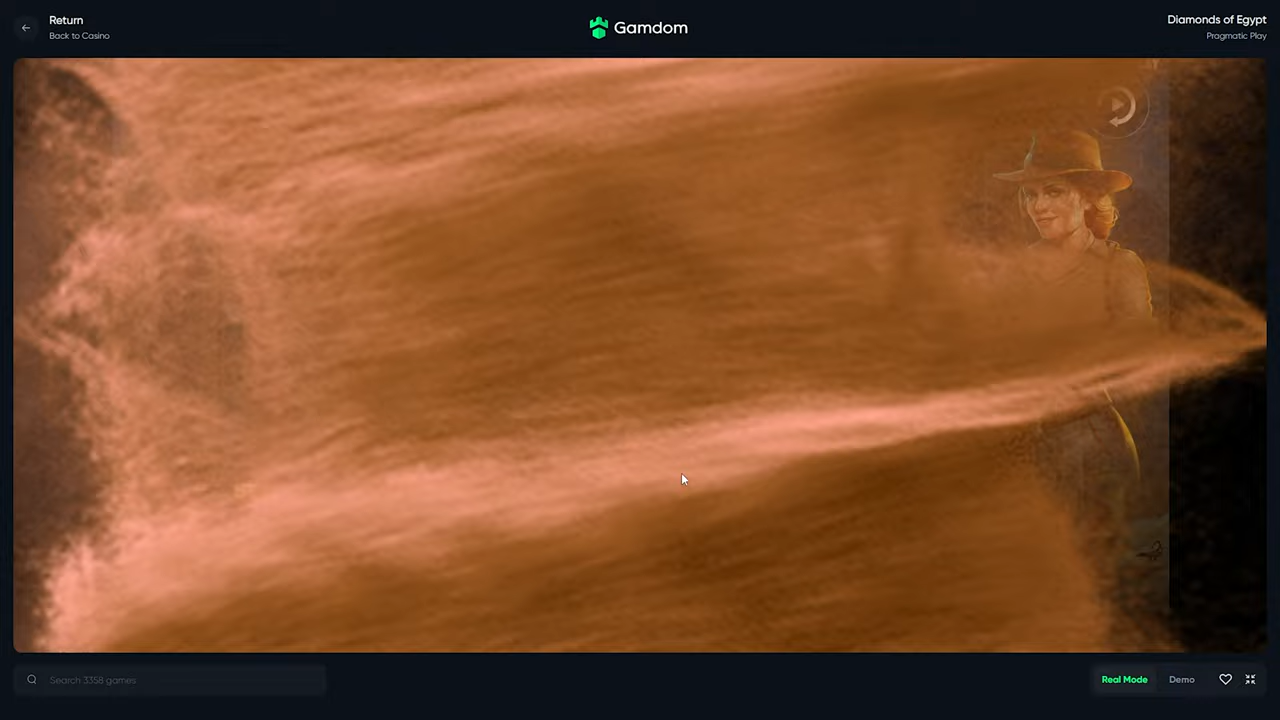 Return
Back to Casino
Gamdom
Diamonds of Egypt
Pragmatic Play
Search 3358 games
Real Mode
Demo